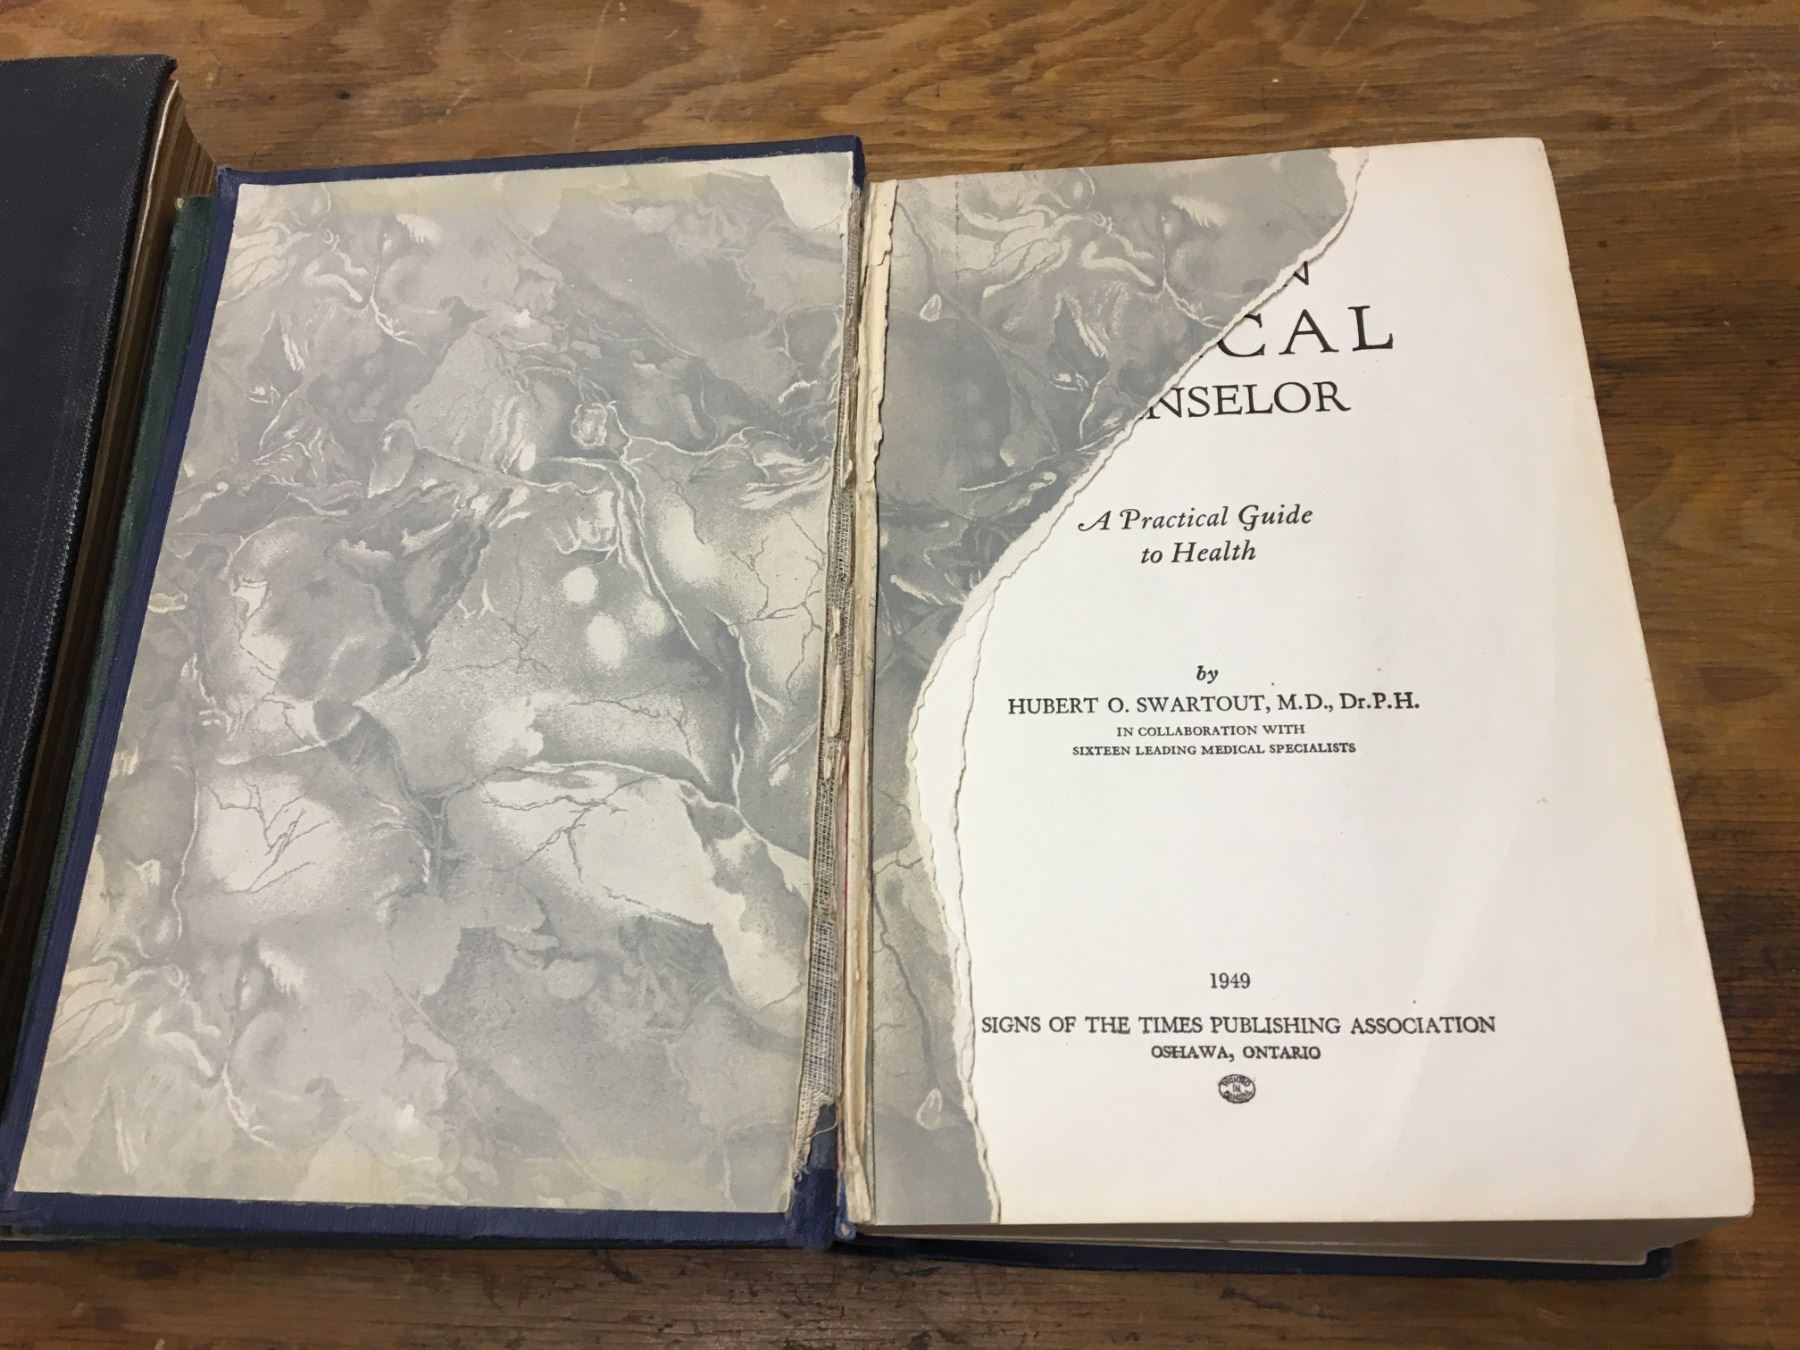 N
CAL
NSELOR
A Practical Guide
to Health
by
HUBERT O. SWARTOUT, M.D., Dr.P.H.
IN COLLABORATION WITH
SIXTEEN LEADING MEDICAL SPECIALISTS
1949
SIGNS OF THE TIMES PUBLISHING ASSOCIATION
OSHAWA, ONTARIO
IN